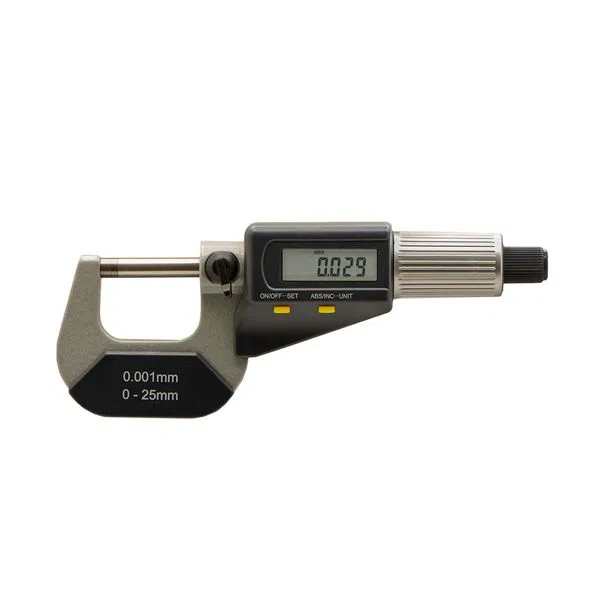 ABS
0.029
ON/OFF-SET ABS/INC-UNIT
0.001mm
0 - 25mm